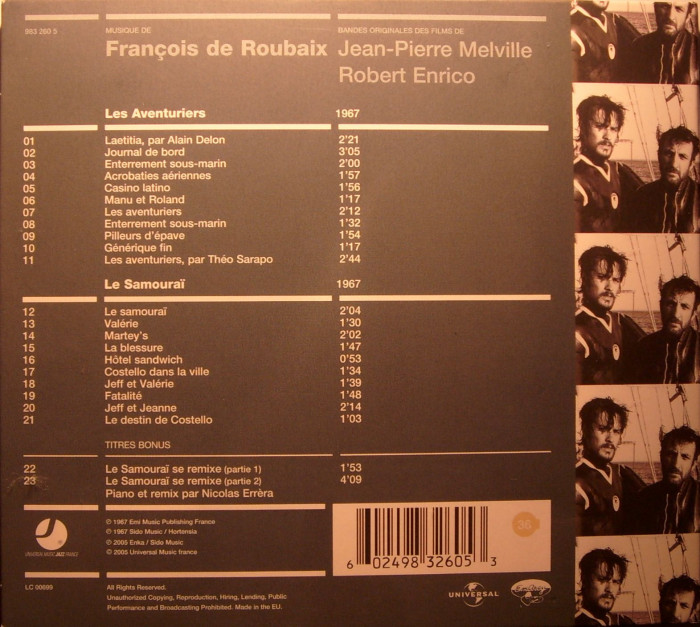 983 260 5
MUSIQUE DE
François de Roubaix
BANDES ORIGINALES DES FILMS DE
Jean-Pierre Melville
Robert Enrico
Les Aventuriers 1967
01 Laetitia, par Alain Delon 2'21
02 Journal de bord 3'05
03 Enterrement sous-marin 2'00
04 Acrobaties aériennes 1'57
05 Casino latino 1'56
06 Manu et Roland 1'17
07 Les aventuriers 2'12
08 Enterrement sous-marin 1'32
09 Pilleurs d'épave 1'54
10 Générique fin 1'17
11 Les aventuriers, par Théo Sarapo 2'44
Le Samouraï 1967
12 Le samouraï 2'04
13 Valérie 1'30
14 Martey's 2'02
15 La blessure 1'47
16 Hôtel sandwich 0'53
17 Costello dans la ville 1'34
18 Jeff et Valérie 1'39
19 Fatalité 1'48
20 Jeff et Jeanne 2'14
21 Le destin de Costello 1'03
TITRES BONUS
22 Le Samouraï se remixe (partie 1) 1'53
23 Le Samouraï se remixe (partie 2) 4'09
Piano et remix par Nicolas Errèra
UNIVERSAL MUSIC JAZZ FRANCE
℗ 1967 Emi Music Publishing France
℗ 1967 Sido Music / Hortensia
℗ 2005 Enka / Sido Music
© 2005 Universal Music france
36
6 02498 32605 3
LC 00699
All Rights Reserved.
Unauthorized Copying, Reproduction, Hiring, Lending, Public
Performance and Broadcasting Prohibited. Made in the EU.
UNIVERSAL
EmArcy